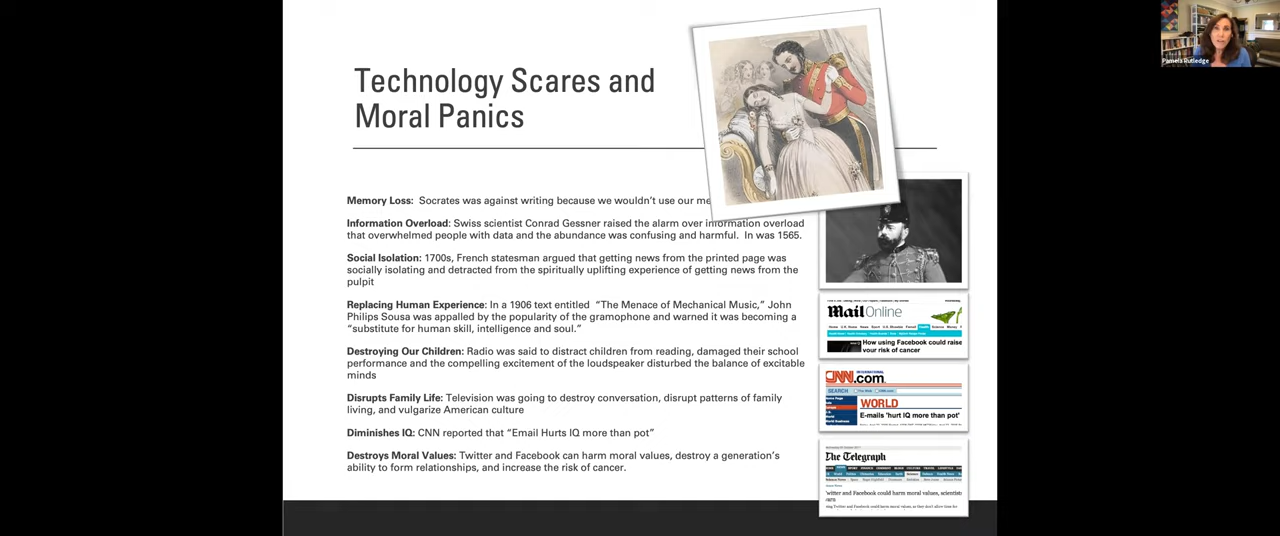 Technology Scares and
Moral Panics
Memory Loss: Socrates was against writing because we wouldn't use our
Information Overload: Swiss scientist Conrad Gessner raised the alarm over information overload
that overwhelmed people with data and the abundance was confusing and harmful. In was 1565.
Social Isolation: 1700s, French statesman argued that getting news from the printed page was
socially isolating and detracted from the spiritually uplifting experience of getting news from the
pulpit
Replacing Human Experience: In a 1906 text entitled "The Menace of Mechanical Music," John
Philips Sousa was appalled by the popularity of the gramophone and warned it was becoming a
"substitute for human skill, intelligence and soul."
Destroying Our Children: Radio was said to distract children from reading, damaged their school
performance and the compelling excitement of the loudspeaker disturbed the balance of excitable
minds
Disrupts Family Life: Television was going to destroy conversation, disrupt patterns of family
living, and vulgarize American culture
Diminishes IQ: CNN reported that "Email Hurts IQ more than pot"
Destroys Moral Values: Twitter and Facebook can harm moral values, destroy a generation's
ability to form relationships, and increase the risk of cancer.
Pamela Rutledge
Mail Online
How using Facebook could raise
your risk of cancer
CNN.com
INTERNATIONAL
SEARCH
WORLD
E-mails 'hurt IQ more than pot'
The Telegraph
witter and Facebook could harm moral values, scientists